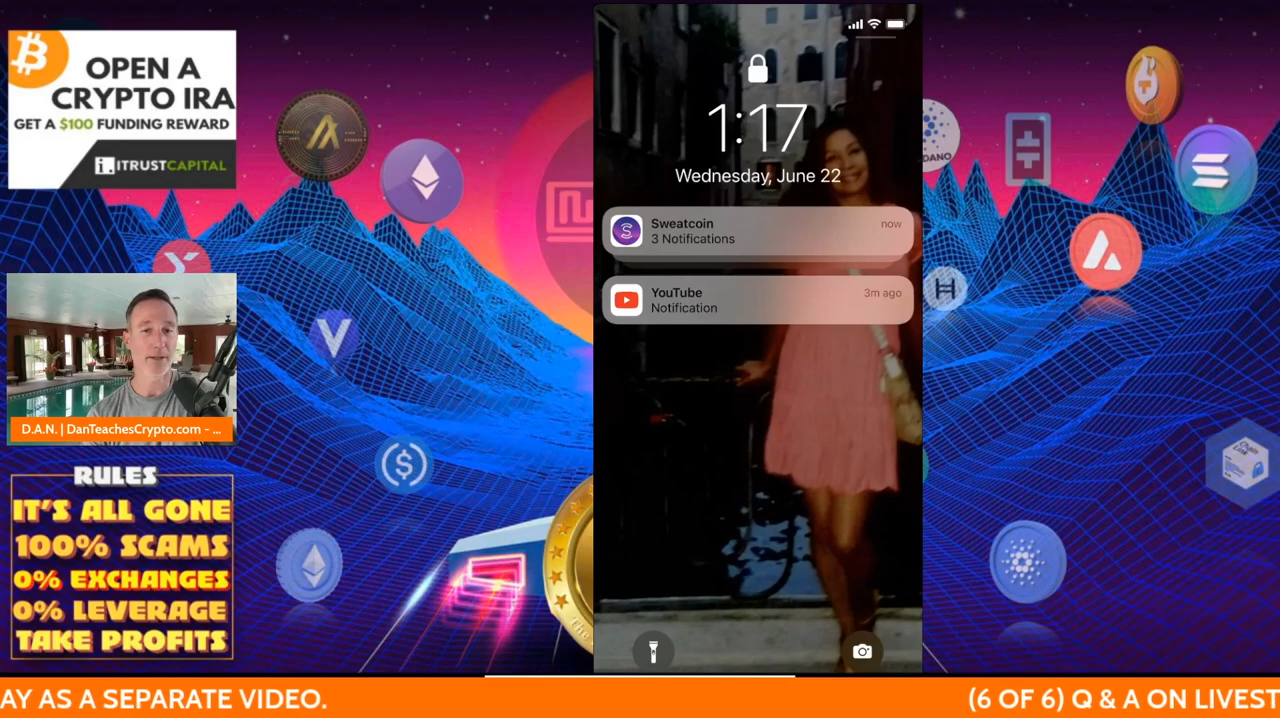 OPEN A
CRYPTO IRA
GET A $100 FUNDING REWARD
i. ITRUSTCAPITAL
D.A.N. | DanTeachesCrypto.com - ...
RULES
IT'S ALL GONE
100% SCAMS
0% EXCHANGES
0% LEVERAGE
TAKE PROFITS
1:17
Wednesday, June 22
Sweatcoin
now
3 Notifications
YouTube
3m ago
Notification
DANO
AY AS A SEPARATE VIDEO.
(6 OF 6) Q & A ON LIVEST